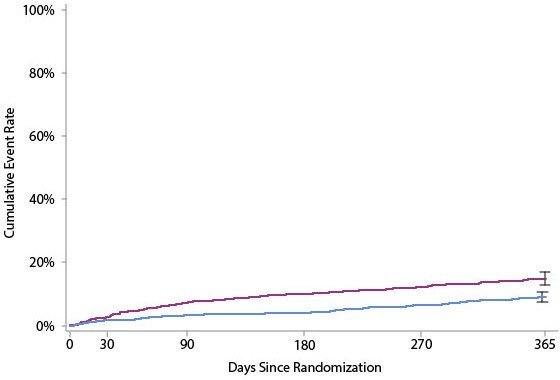 Cumulative Event Rate
100%
80%
60%
40%
20%
0%
0 30 90 180 270 365
Days Since Randomization